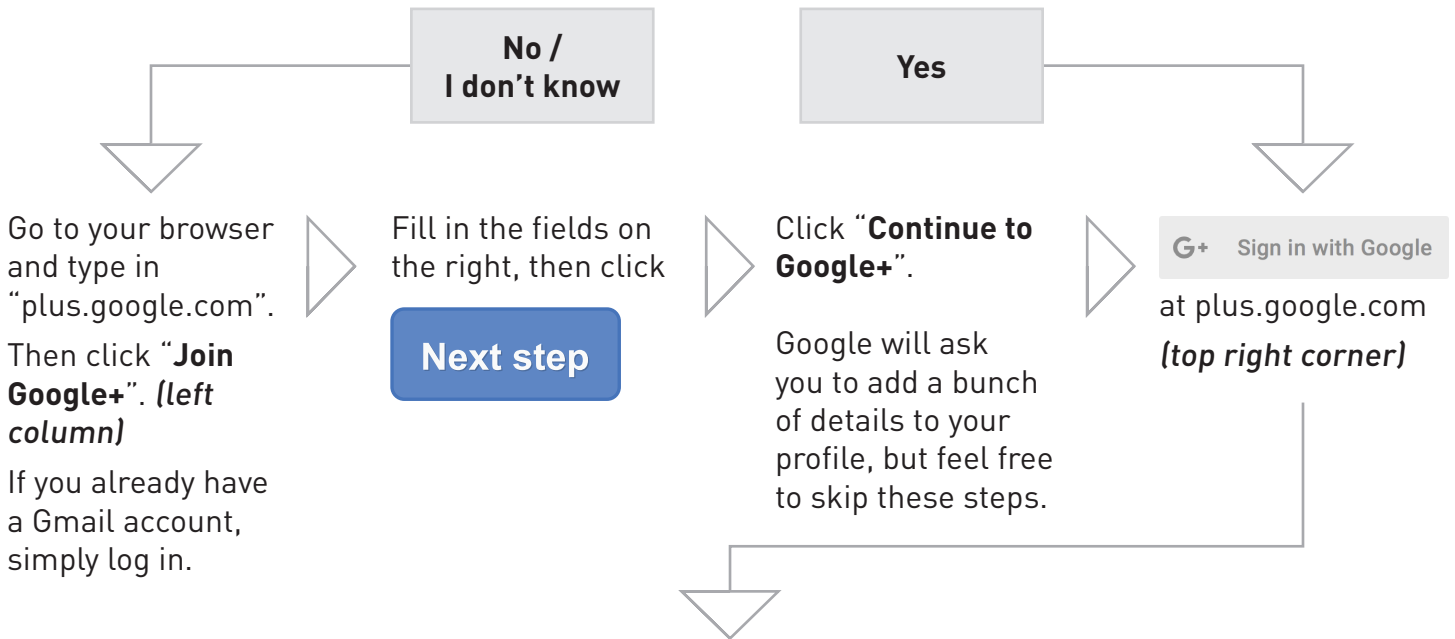 No /
I don't know
Yes
Go to your browser
and type in
“plus.google.com”.
Then click “Join
Google+”. (left
column)
If you already have
a Gmail account,
simply log in.
Fill in the fields on
the right, then click
Next step
Click “Continue to
Google+”.
Google will ask
you to add a bunch
of details to your
profile, but feel free
to skip these steps.
G+ Sign in with Google
at plus.google.com
(top right corner)